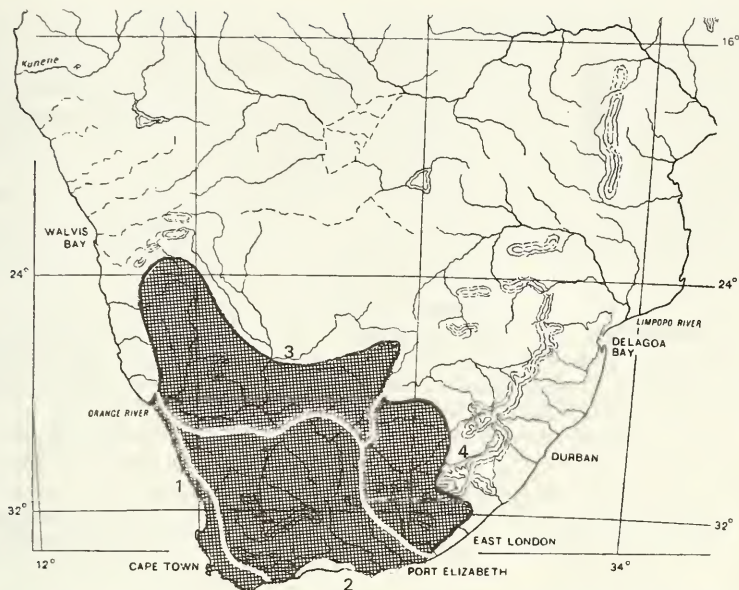 16°
Kunene R
WALVIS
BAY
24°
24°
LIMPOPO RIVER
DELAGOA
BAY
3
ORANGE RIVER
4
DURBAN
1
32°
32°
EAST LONDON
12°
CAPE TOWN
PORT ELIZABETH
34°
2